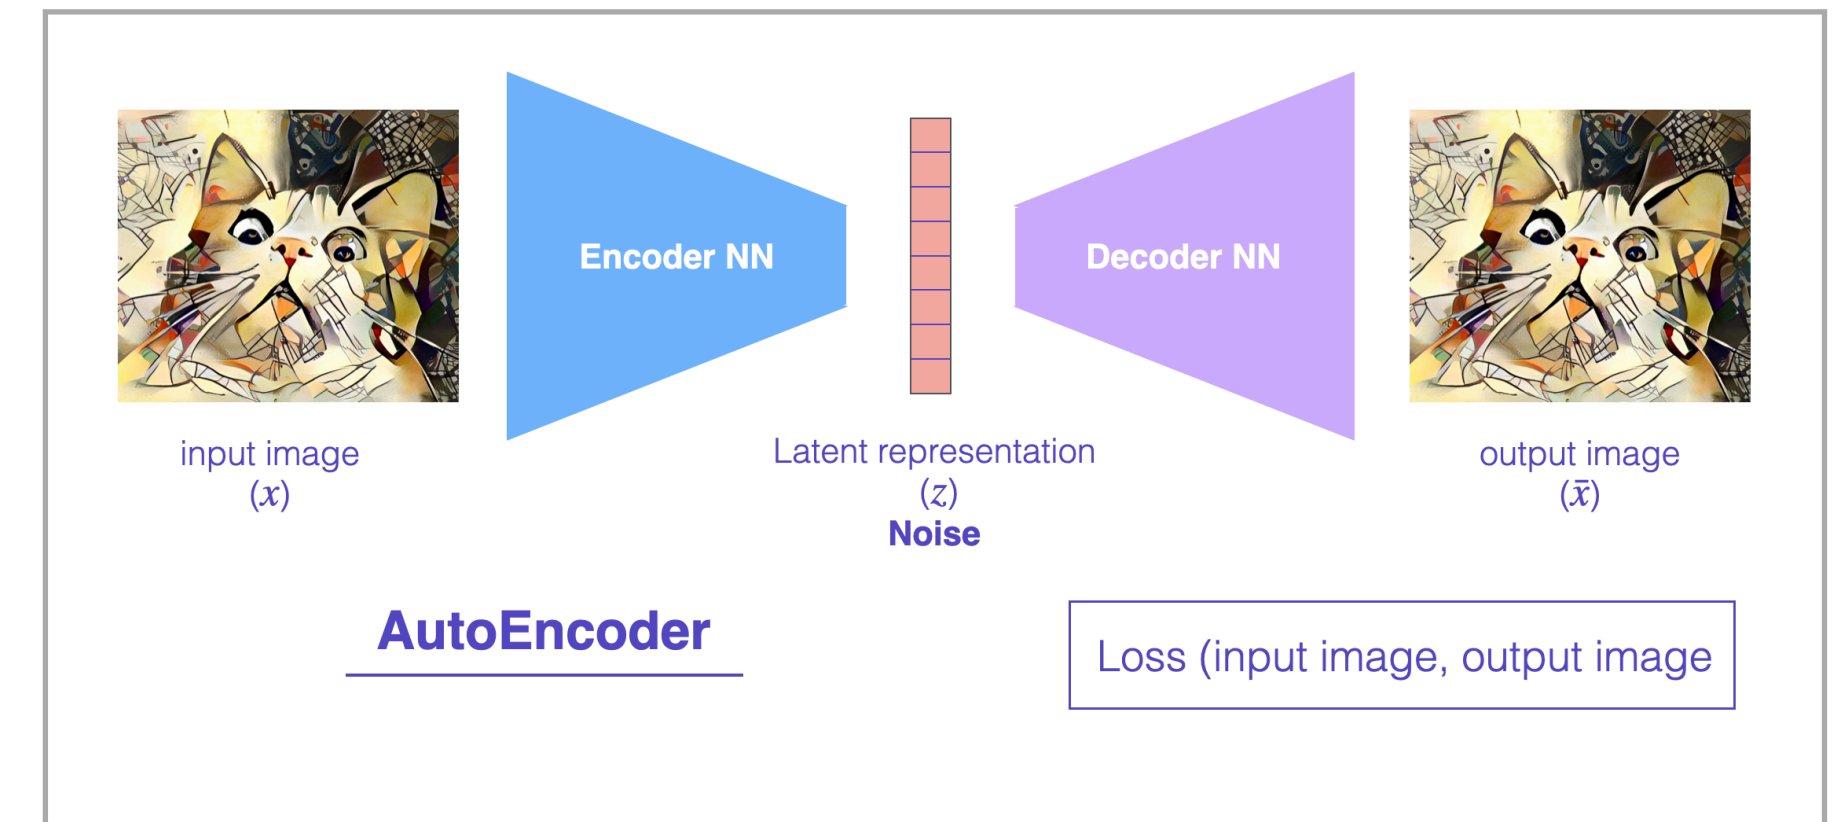 Encoder NN
Decoder NN
input image
(x)
Latent representation
(z)
Noise
output image
(x̄)
AutoEncoder
Loss (input image, output image